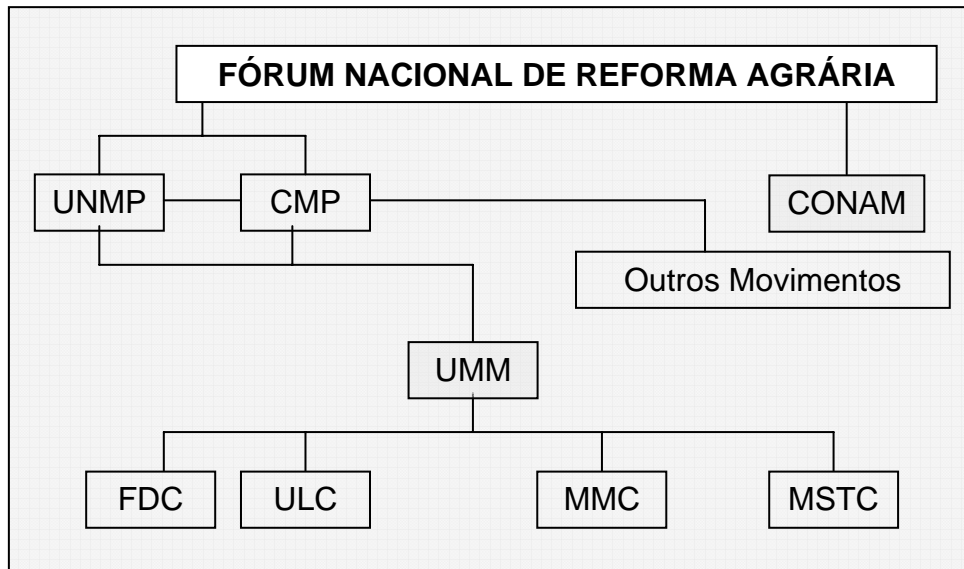 FÓRUM NACIONAL DE REFORMA AGRÁRIA
UNMP
CMP
CONAM
Outros Movimentos
UMM
FDC
ULC
MMC
MSTC